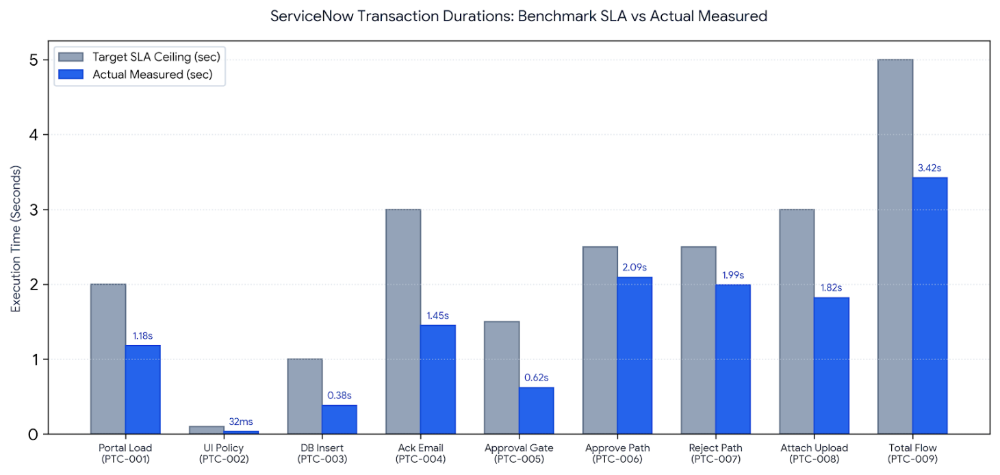 ServiceNow Transaction Durations: Benchmark SLA vs Actual Measured
Target SLA Ceiling (sec)
Actual Measured (sec)
Execution Time (Seconds)
5
4
3
2
1
0
1.18s
32ms
0.38s
1.45s
0.62s
2.09s
1.99s
1.82s
3.42s
Portal Load
(PTC-001)
UI Policy
(PTC-002)
DB Insert
(PTC-003)
Ack Email
(PTC-004)
Approval Gate
(PTC-005)
Approve Path
(PTC-006)
Reject Path
(PTC-007)
Attach Upload
(PTC-008)
Total Flow
(PTC-009)